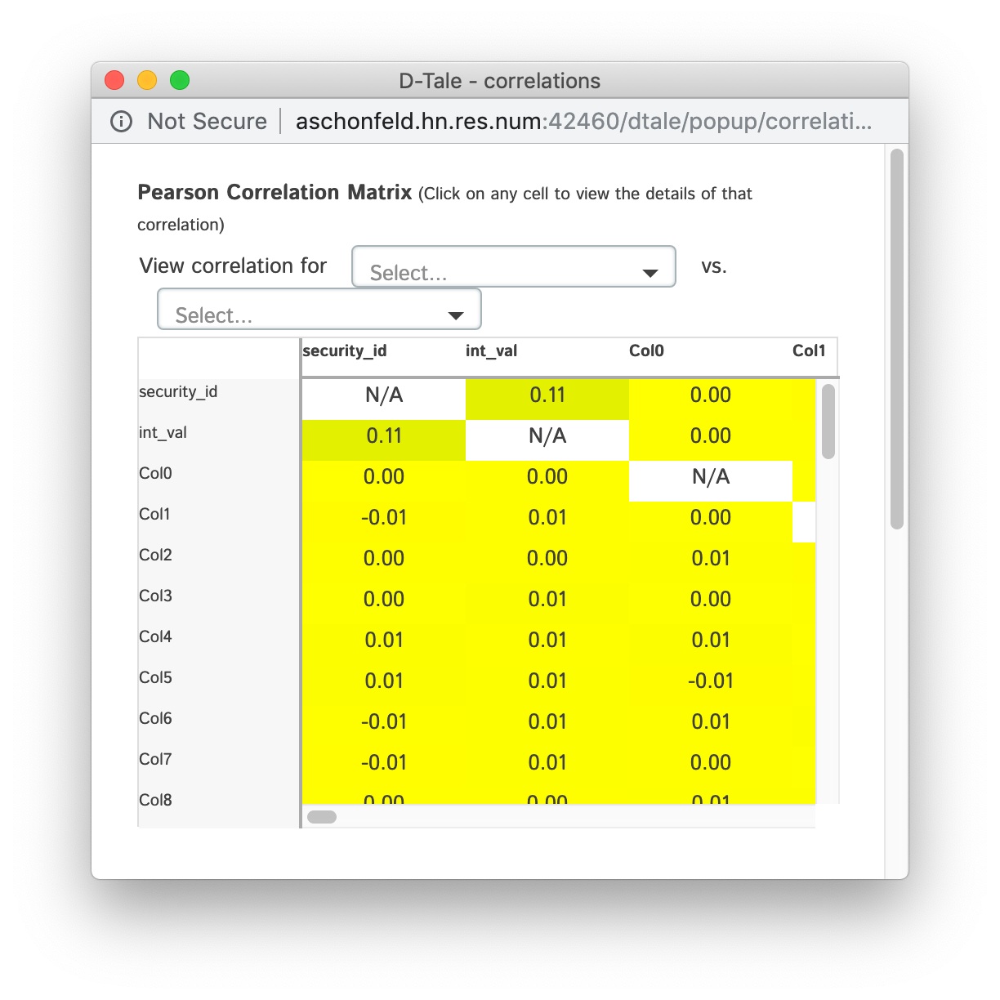 D-Tale - correlations
Not Secure | aschonfeld.hn.res.num:42460/dtale/popup/correlati...
Pearson Correlation Matrix (Click on any cell to view the details of that
correlation)
View correlation for Select... vs.
Select...
security_id int_val Col0 Col1
security_id N/A 0.11 0.00
int_val 0.11 N/A 0.00
Col0 0.00 0.00 N/A
Col1 -0.01 0.01 0.00
Col2 0.00 0.00 0.01
Col3 0.00 0.01 0.00
Col4 0.01 0.01 0.01
Col5 0.01 0.01 -0.01
Col6 -0.01 0.01 0.01
Col7 -0.01 0.01 0.00
Col8 0.00 0.00 0.01